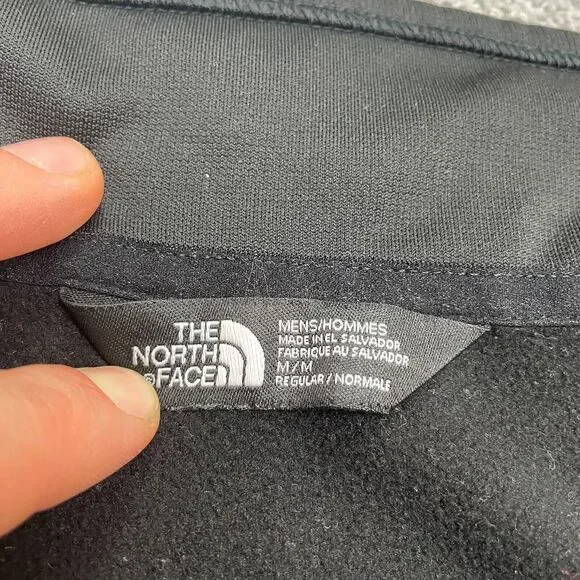 THE
NORTH
FACE
MENS/HOMMES
MADE IN EL SALVADOR
FABRIQUE AU SALVADOR
M/M
REGULAR/NORMALE